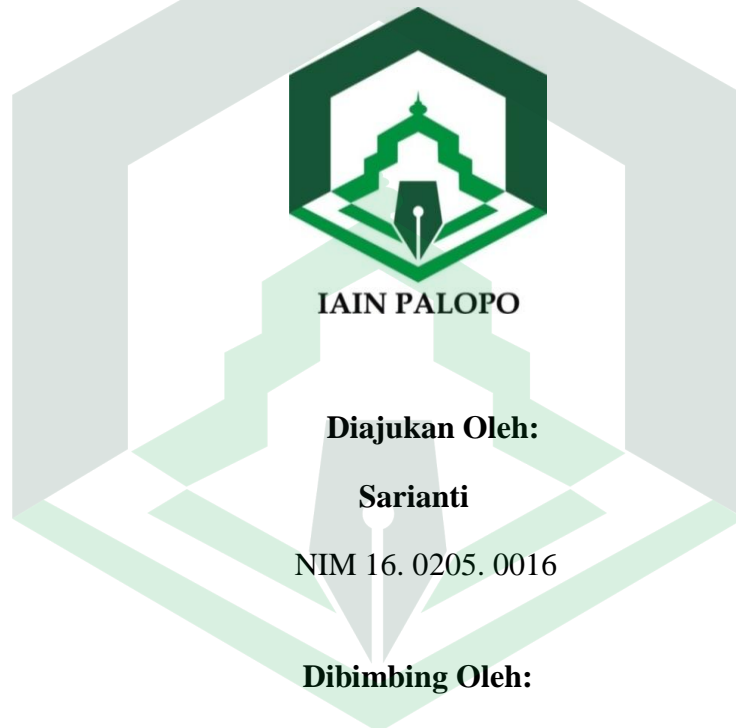 IAIN PALOPO
Diajukan Oleh:
Sarianti
NIM 16. 0205. 0016
Dibimbing Oleh: